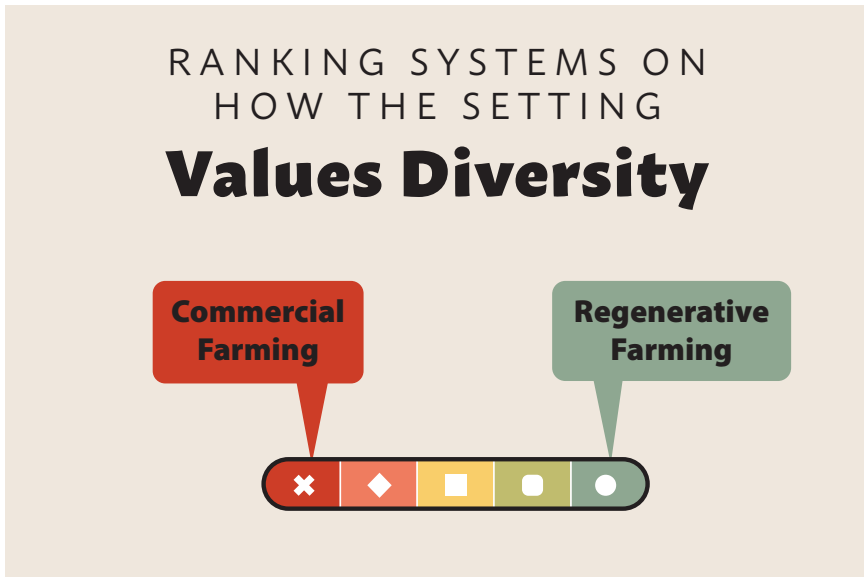 RANKING SYSTEMS ON
HOW THE SETTING
Values Diversity
Commercial
Farming
Regenerative
Farming